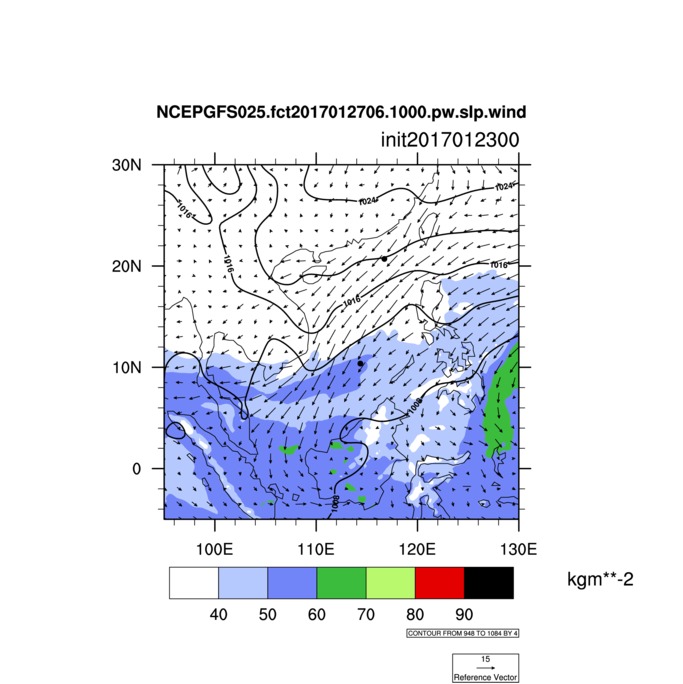 NCEPGFS025.fct2017012706.1000.pw.slp.wind
init2017012300
30N
1024
1024
1016
20N
1016
1016
1016
10N
1008
0
1008
100E 110E 120E 130E
kgm**-2
40 50 60 70 80 90
CONTOUR FROM 948 TO 1084 BY 4
15
Reference Vector